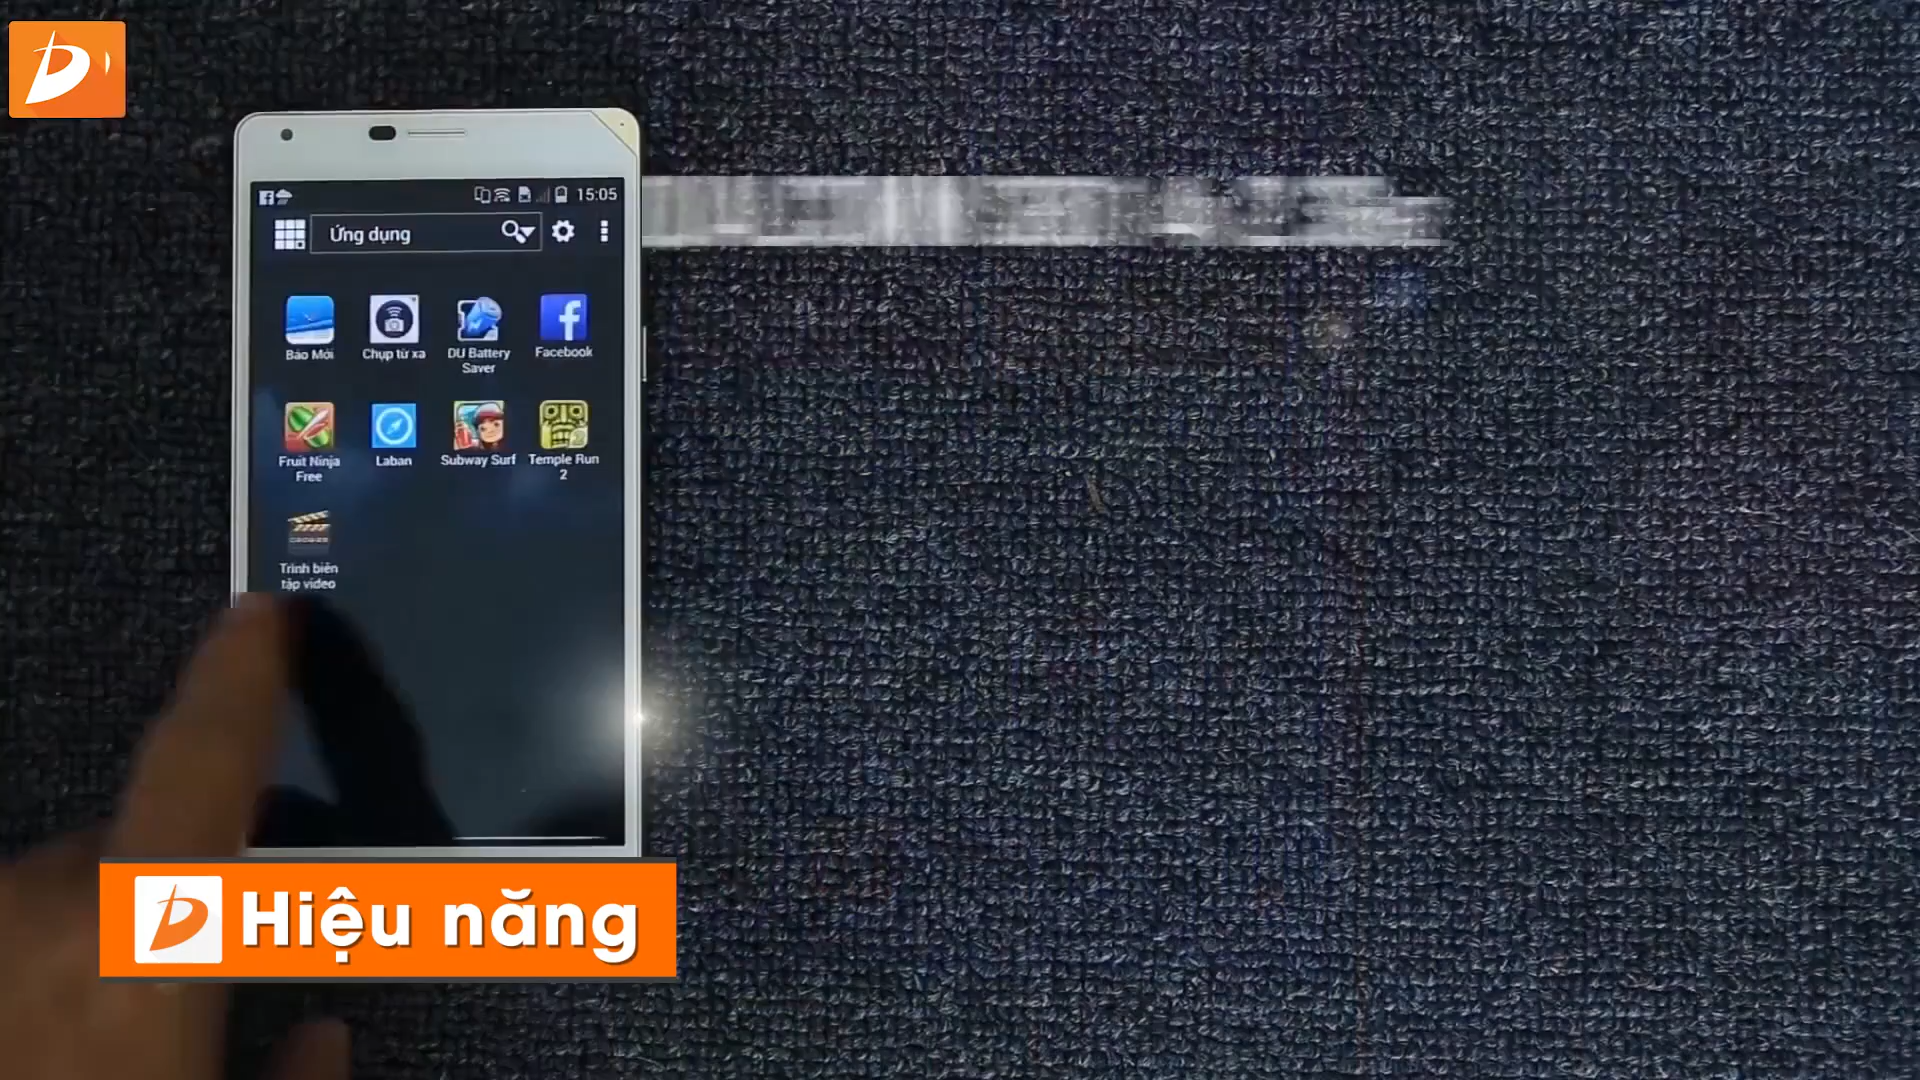 15:05
Ứng dụng
Báo Mới
Chụp từ xa
DU Battery
Saver
Facebook
Fruit Ninja
Free
Laban
Subway Surf
Temple Run
2
Trình biên
tập video
Hiệu năng